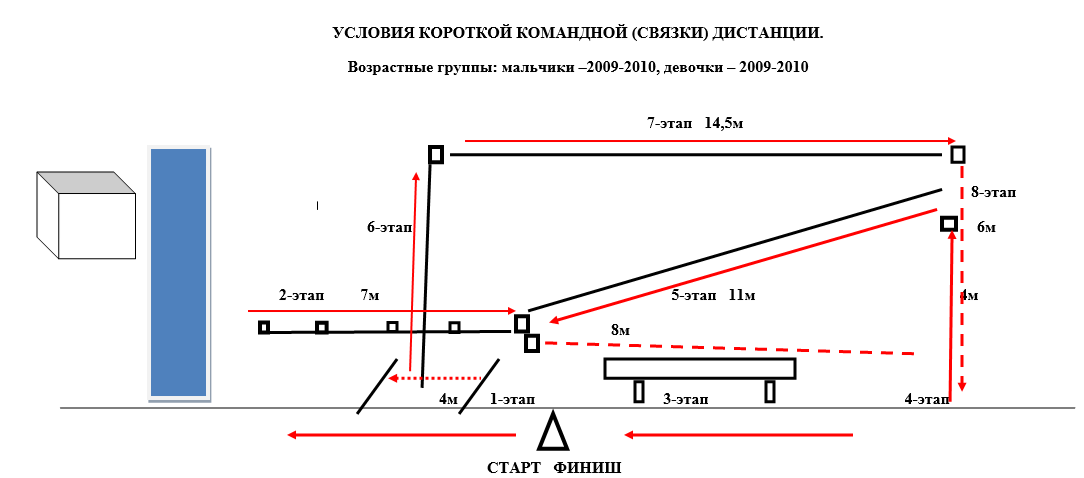 УСЛОВИЯ КОРОТКОЙ КОМАНДНОЙ (СВЯЗКИ) ДИСТАНЦИИ.
Возрастные группы: мальчики –2009-2010, девочки – 2009-2010
7-этап 14,5м
8-этап
6-этап
6м
2-этап 7м
5-этап 11м
4м
8м
4м
1-этап
3-этап
4-этап
СТАРТ ФИНИШ